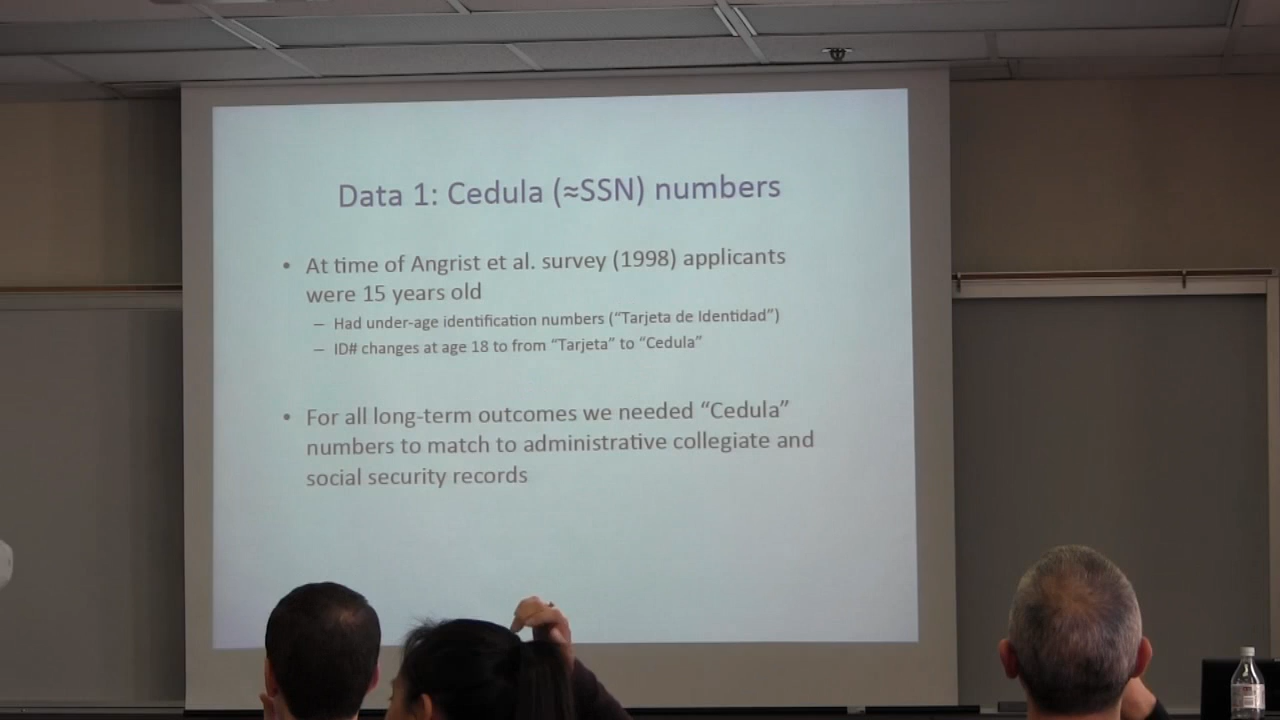 Data 1: Cedula (≈SSN) numbers
• At time of Angrist et al. survey (1998) applicants
were 15 years old
– Had under-age identification numbers (“Tarjeta de Identidad”)
– ID# changes at age 18 to from “Tarjeta” to “Cedula”
• For all long-term outcomes we needed “Cedula”
numbers to match to administrative collegiate and
social security records